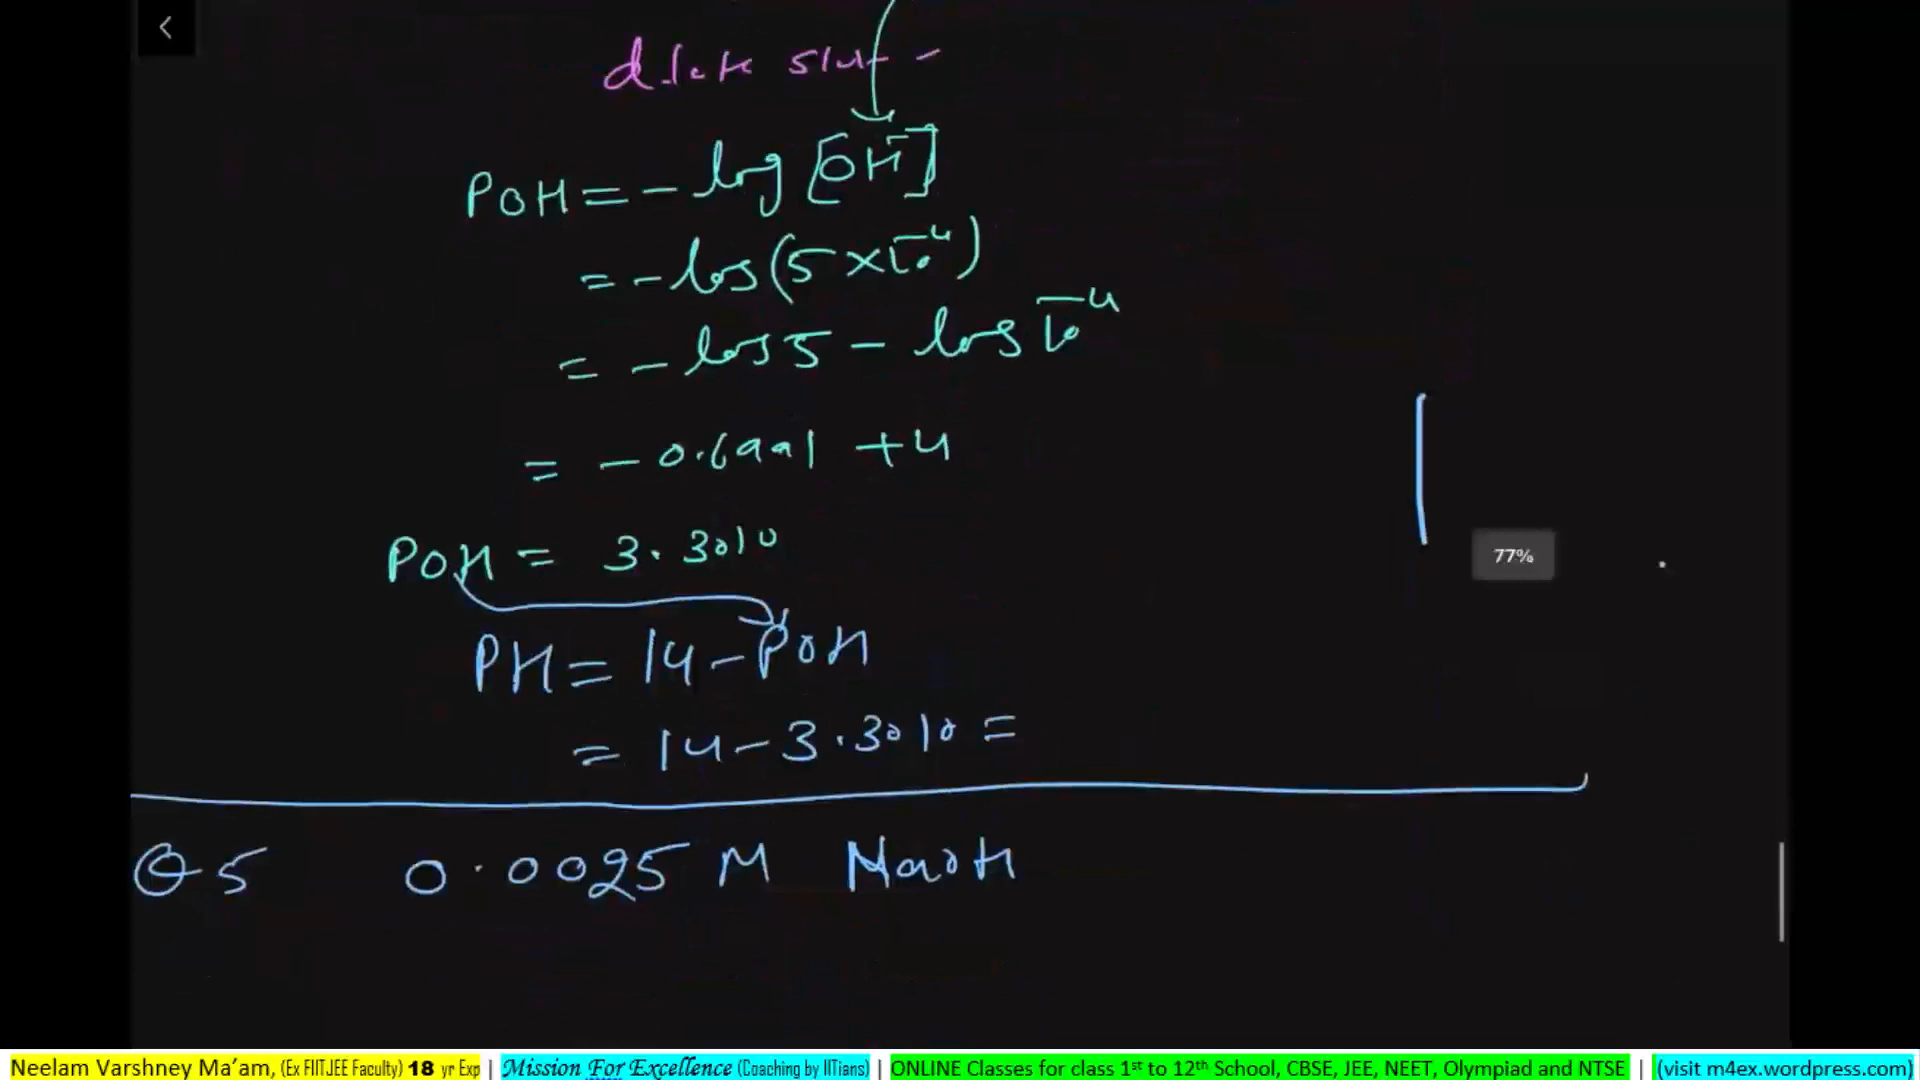 dilute solut -
POH = - log [OH⁻]
= - log (5 × 10⁻⁴)
= - log 5 - log 10⁻⁴
= - 0.6991 + 4
POH = 3.3010
77%
PH = 14 - POH
= 14 - 3.3010 =
Q5 0.0025 M NaOH
Neelam Varshney Ma'am, (Ex FIITJEE Faculty) 18 yr Exp | Mission For Excellence (Coaching by IITians) | ONLINE Classes for class 1st to 12th School, CBSE, JEE, NEET, Olympiad and NTSE | (visit m4ex.wordpress.com)